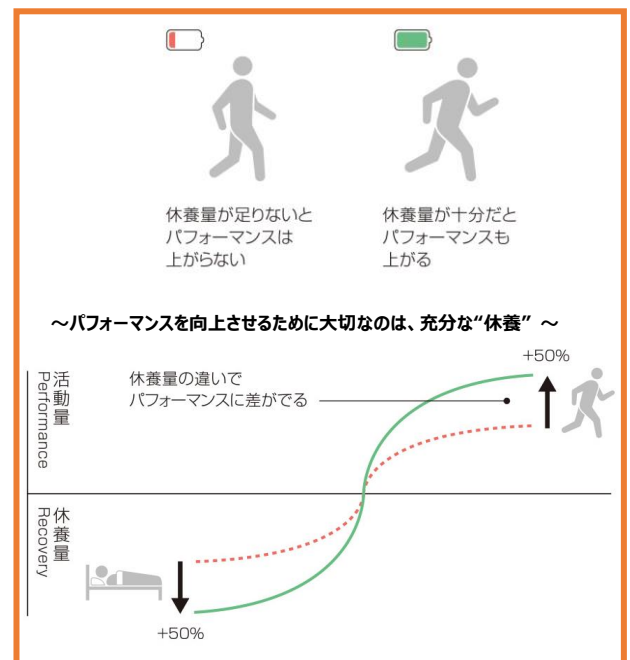 休養量が足りないと
パフォーマンスは
上がらない
休養量が十分だと
パフォーマンスも
上がる
～パフォーマンスを向上させるために大切なのは、充分な“休養” ～
+50%
活動量
Performance
休養量の違いで
パフォーマンスに差がでる
休養量
Recovery
+50%